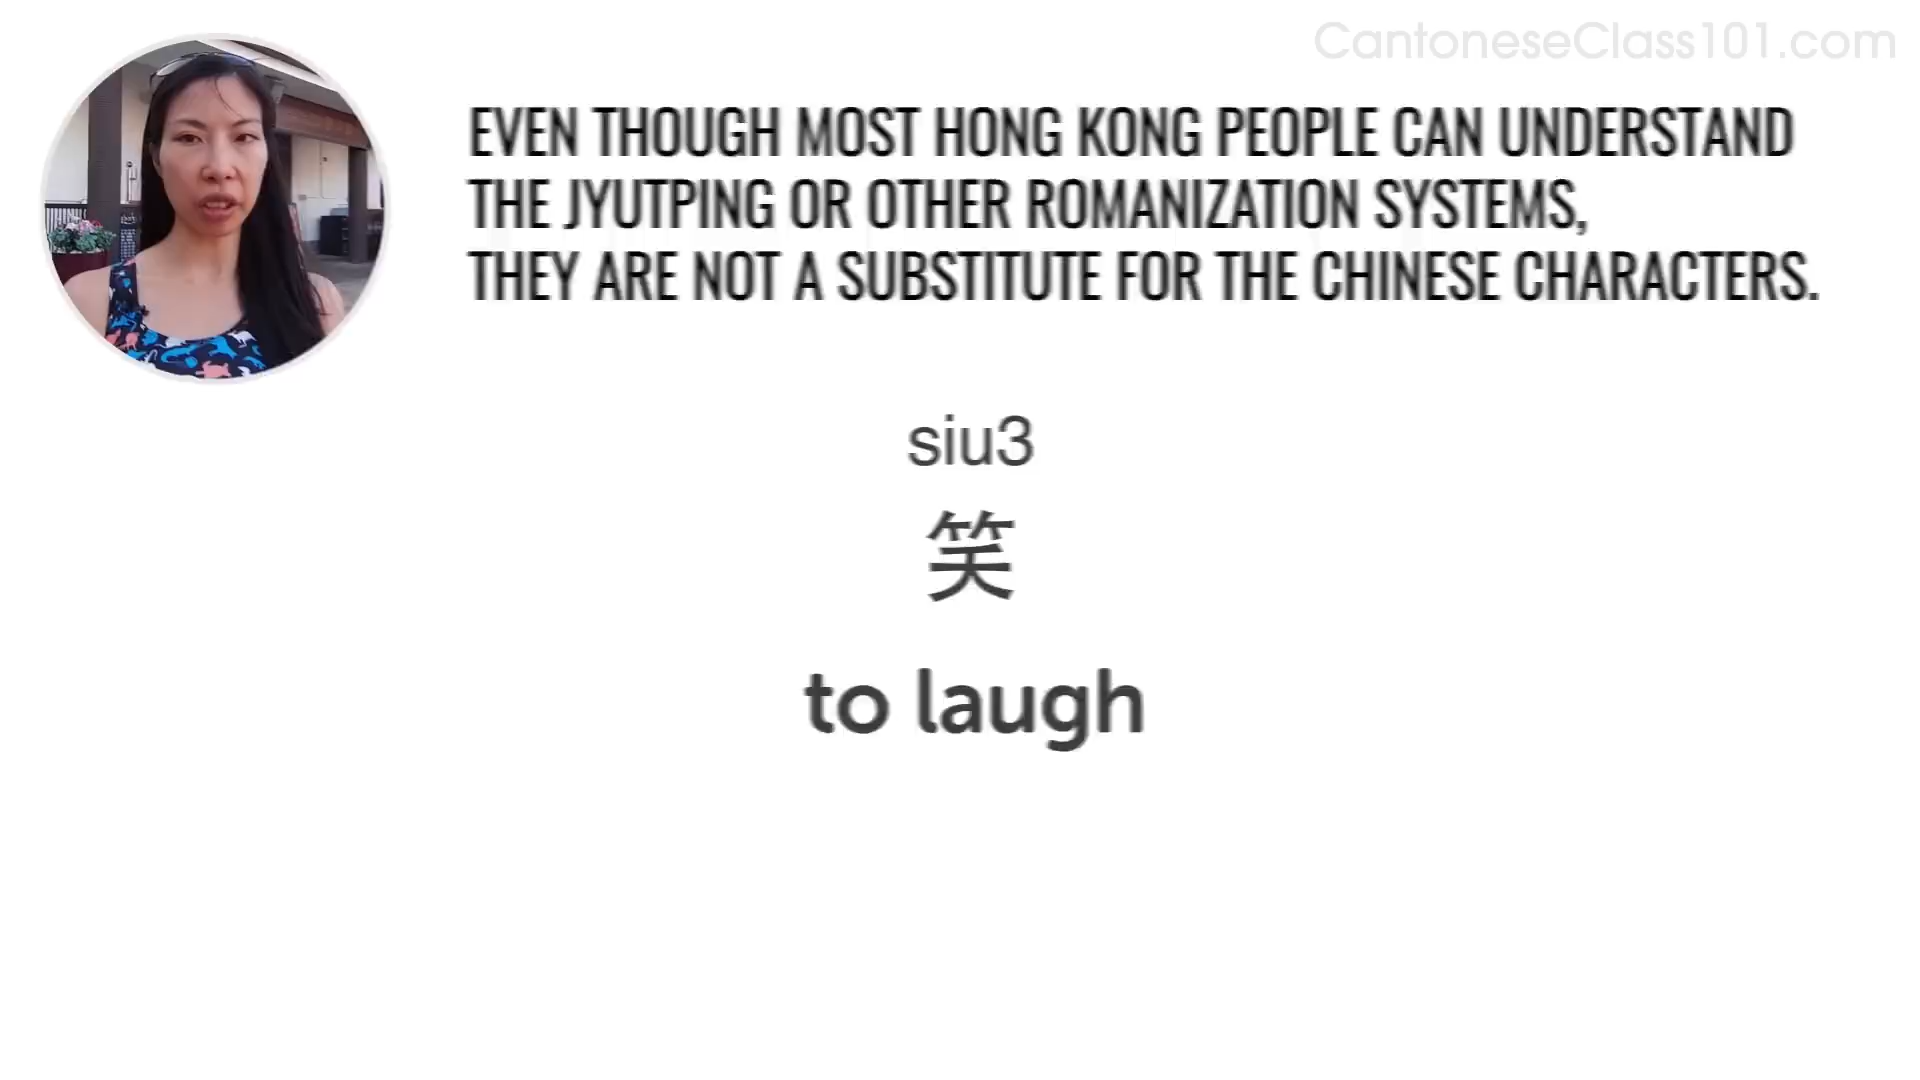 CantoneseClass101.com
EVEN THOUGH MOST HONG KONG PEOPLE CAN UNDERSTAND
THE JYUTPING OR OTHER ROMANIZATION SYSTEMS,
THEY ARE NOT A SUBSTITUTE FOR THE CHINESE CHARACTERS.
siu3
笑
to laugh